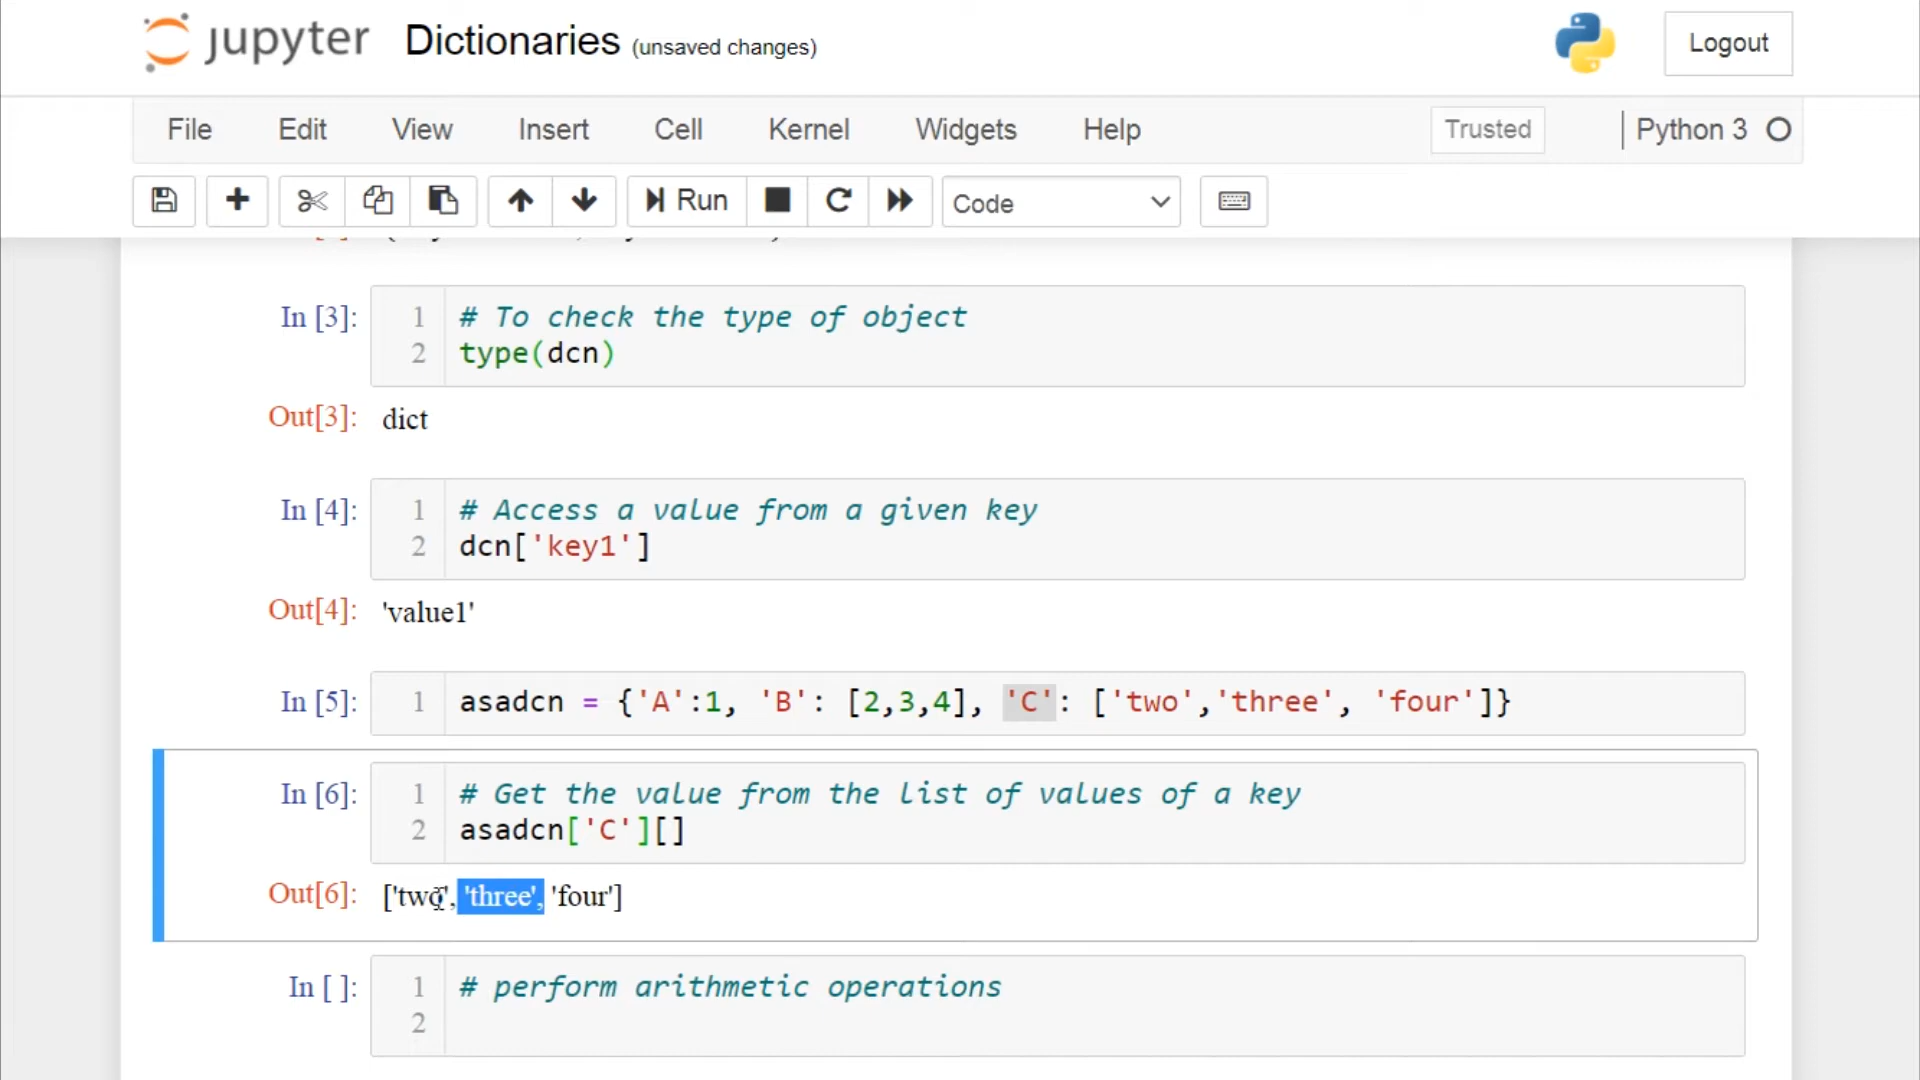 jupyter Dictionaries (unsaved changes) Logout
File Edit View Insert Cell Kernel Widgets Help Trusted Python 3
Run Code
In [3]: 1 # To check the type of object
2 type(dcn)
Out[3]: dict
In [4]: 1 # Access a value from a given key
2 dcn['key1']
Out[4]: 'value1'
In [5]: 1 asadcn = {'A':1, 'B': [2,3,4], 'C': ['two','three', 'four']}
In [6]: 1 # Get the value from the list of values of a key
2 asadcn['C'][]
Out[6]: ['two', 'three', 'four']
In [ ]: 1 # perform arithmetic operations
2